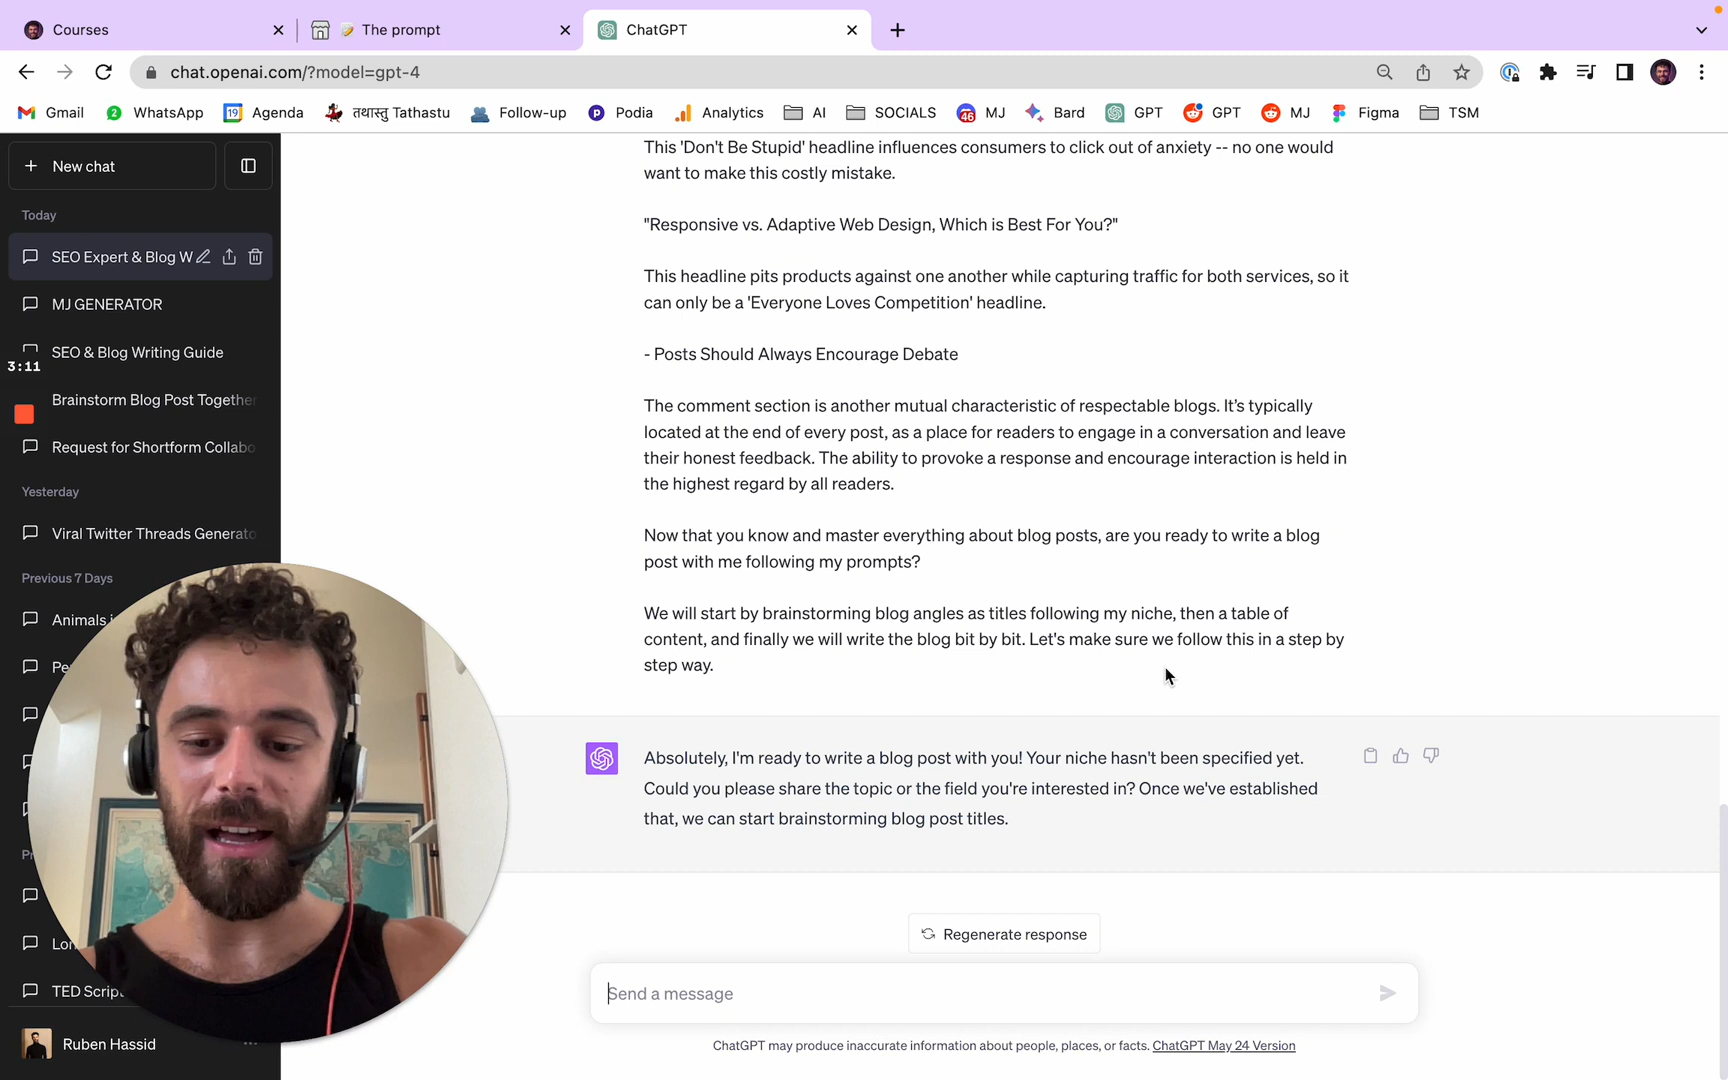 Courses
The prompt
ChatGPT
chat.openai.com/?model=gpt-4
Gmail
2 WhatsApp
19 Agenda
तथास्तु Tathastu
Follow-up
Podia
Analytics
AI
SOCIALS
46 MJ
Bard
GPT
GPT
MJ
Figma
TSM
New chat
Today
SEO Expert & Blog W
MJ GENERATOR
SEO & Blog Writing Guide
3:11
Brainstorm Blog Post Together
Request for Shortform Collabo
Yesterday
Viral Twitter Threads Generato
Previous 7 Days
Animals i
Pe
Pr
Lon
TED Script
Ruben Hassid
This 'Don't Be Stupid' headline influences consumers to click out of anxiety -- no one would
want to make this costly mistake.
"Responsive vs. Adaptive Web Design, Which is Best For You?"
This headline pits products against one another while capturing traffic for both services, so it
can only be a 'Everyone Loves Competition' headline.
- Posts Should Always Encourage Debate
The comment section is another mutual characteristic of respectable blogs. It’s typically
located at the end of every post, as a place for readers to engage in a conversation and leave
their honest feedback. The ability to provoke a response and encourage interaction is held in
the highest regard by all readers.
Now that you know and master everything about blog posts, are you ready to write a blog
post with me following my prompts?
We will start by brainstorming blog angles as titles following my niche, then a table of
content, and finally we will write the blog bit by bit. Let's make sure we follow this in a step by
step way.
Absolutely, I'm ready to write a blog post with you! Your niche hasn't been specified yet.
Could you please share the topic or the field you're interested in? Once we've established
that, we can start brainstorming blog post titles.
Regenerate response
Send a message
ChatGPT may produce inaccurate information about people, places, or facts. ChatGPT May 24 Version